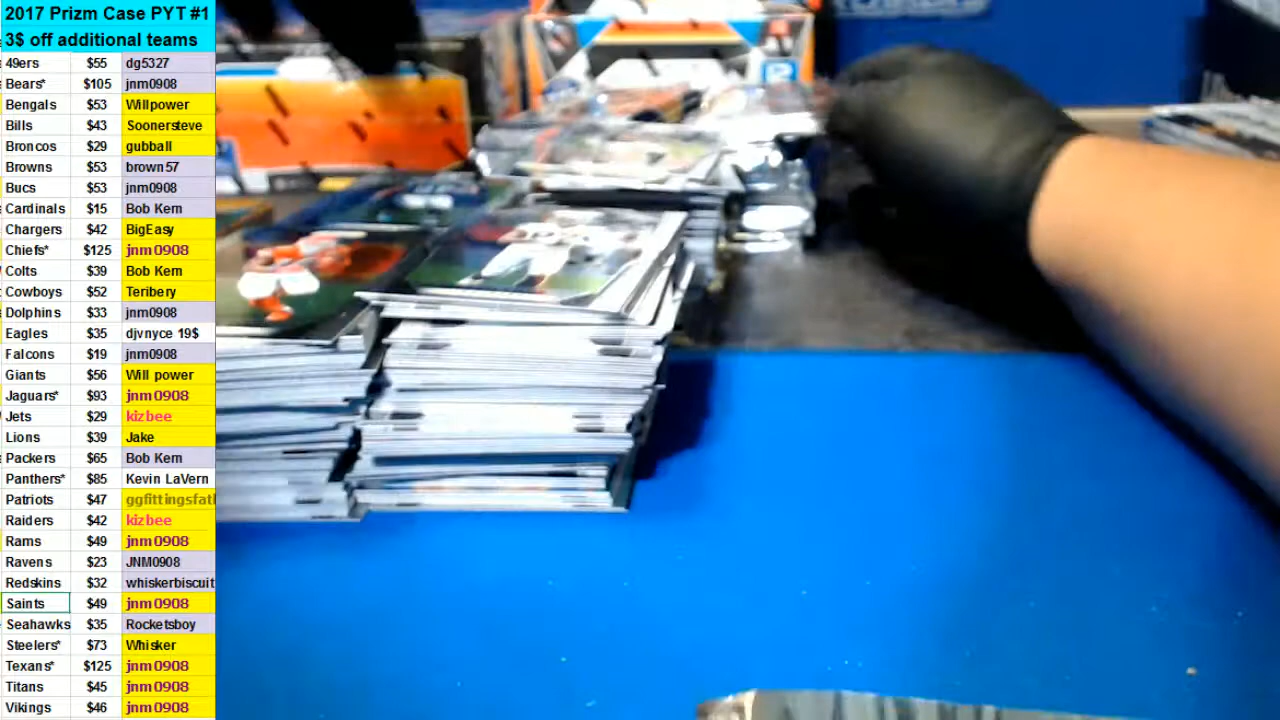 2017 Prizm Case PYT #1
3$ off additional teams
49ers $55 dg5327
Bears* $105 jnm0908
Bengals $53 Willpower
Bills $43 Soonersteve
Broncos $29 gubball
Browns $53 brown57
Bucs $53 jnm0908
Cardinals $15 Bob Kern
Chargers $42 BigEasy
Chiefs* $125 jnm0908
Colts $39 Bob Kern
Cowboys $52 Teribery
Dolphins $33 jnm0908
Eagles $35 djvnyce 19$
Falcons $19 jnm0908
Giants $56 Will power
Jaguars* $93 jnm0908
Jets $29 kizbee
Lions $39 Jake
Packers $65 Bob Kern
Panthers* $85 Kevin LaVern
Patriots $47 ggfittingsfat
Raiders $42 kizbee
Rams $49 jnm0908
Ravens $23 JNM0908
Redskins $32 whiskerbiscuit
Saints $49 jnm0908
Seahawks $35 Rocketsboy
Steelers* $73 Whisker
Texans* $125 jnm0908
Titans $45 jnm0908
Vikings $46 jnm0908